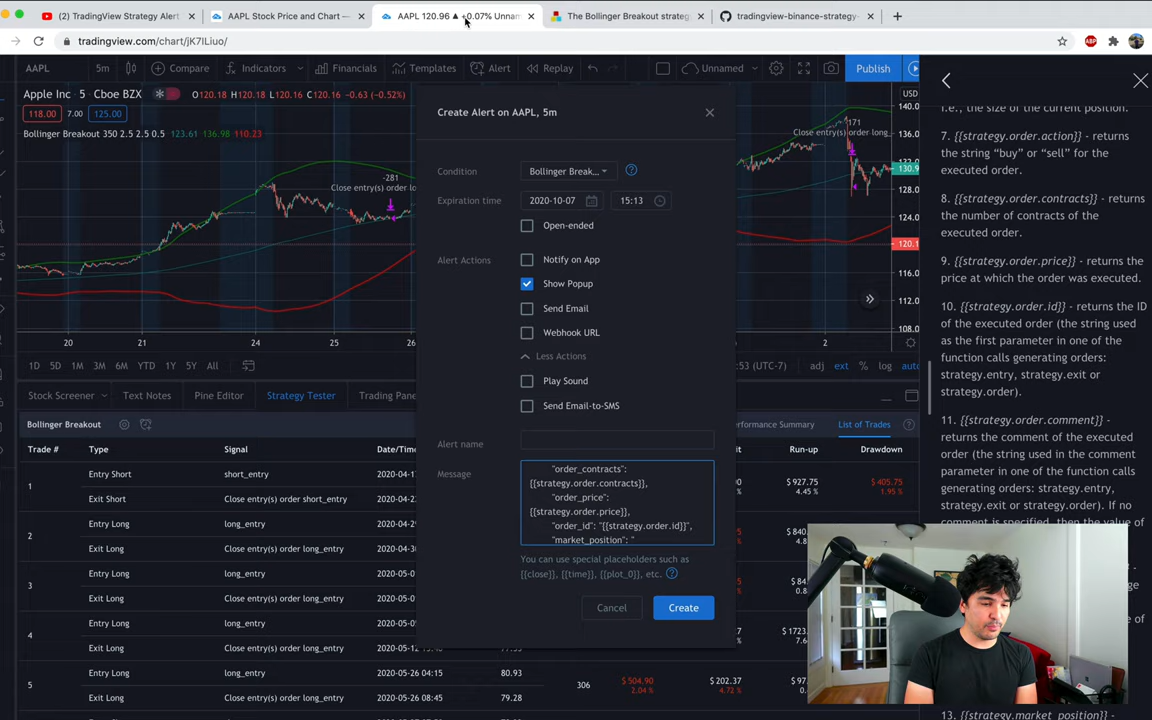 (2) TradingView Strategy Alert
AAPL Stock Price and Chart —
AAPL 120.96 ▲ +0.07% Unnam
The Bollinger Breakout strateg
tradingview-binance-strategy-
tradingview.com/chart/jK7ILiuo/
AAPL 5m Compare Indicators Financials Templates Alert Replay Unnamed Publish
Apple Inc · 5 · Cboe BZX O120.18 H120.18 L120.16 C120.16 −0.63 (−0.52%)
118.00 7.00 125.00
Bollinger Breakout 350 2.5 2.5 0.5 123.61 136.98 110.23
-281
Close entry(s) order lo
171
Close entry(s) order long
USD
140.0
136.0
132.0
130.9
128.0
124.0
120.1
116.0
112.0
108.0
20 21 24 25 26 2
1D 5D 1M 3M 6M YTD 1Y 5Y All
:53 (UTC-7) adj ext % log auto
Stock Screener Text Notes Pine Editor Strategy Tester Trading Pane
Bollinger Breakout
erformance Summary List of Trades
Trade # Type Signal Date/Time
Run-up Drawdown
1
Entry Short short_entry 2020-04-17
Exit Short Close entry(s) order short_entry 2020-04-2
$ 927.75
4.45 %
$ 405.75
1.95 %
2
Entry Long long_entry 2020-04-3
Exit Long Close entry(s) order long_entry 2020-05-0
$ 840.
3
Entry Long long_entry 2020-05-0
Exit Long Close entry(s) order long_entry 2020-05-1
4
Entry Long long_entry 2020-05-1
Exit Long Close entry(s) order long_entry
$ 1723.
5
Entry Long long_entry 2020-05-26 04:15 80.93
Exit Long Close entry(s) order long_entry 2020-05-26 08:45 79.28
306
$ 504.90
2.04 %
$ 202.37
4.72 %
Create Alert on AAPL, 5m
Condition
Bollinger Break...
Expiration time
2020-10-07
15:13
Open-ended
Alert Actions
Notify on App
Show Popup
Send Email
Webhook URL
Less Actions
Play Sound
Send Email-to-SMS
Alert name
Message
"order_contracts":
{{strategy.order.contracts}},
"order_price":
{{strategy.order.price}},
"order_id": "{{strategy.order.id}}",
"market_position": "
You can use special placeholders such as
{{close}}, {{time}}, {{plot_0}}, etc.
Cancel
Create
i.e., the size of the current position.
7. {{strategy.order.action}} - returns
the string “buy” or “sell” for the
executed order.
8. {{strategy.order.contracts}} - returns
the number of contracts of the
executed order.
9. {{strategy.order.price}} - returns the
price at which the order was executed.
10. {{strategy.order.id}} - returns the ID
of the executed order (the string used
as the first parameter in one of the
function calls generating orders:
strategy.entry, strategy.exit or
strategy.order).
11. {{strategy.order.comment}} -
returns the comment of the executed
order (the string used in the comment
parameter in one of the function calls
generating orders: strategy.entry,
strategy.exit or strategy.order). If no
comment is specified, then the value of
13. {{strategy.market_position}} -